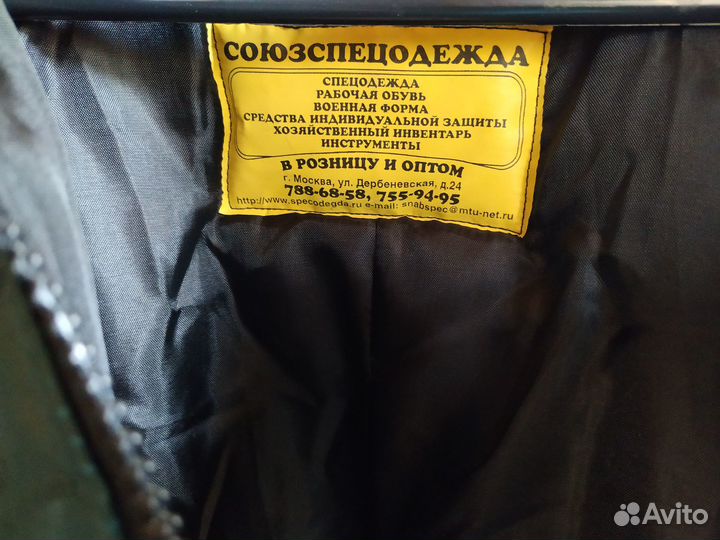 СОЮЗСПЕЦОДЕЖДА
СПЕЦОДЕЖДА
РАБОЧАЯ ОБУВЬ
ВОЕННАЯ ФОРМА
СРЕДСТВА ИНДИВИДУАЛЬНОЙ ЗАЩИТЫ
ХОЗЯЙСТВЕННЫЙ ИНВЕНТАРЬ
ИНСТРУМЕНТЫ
В РОЗНИЦУ И ОПТОМ
г. Москва, ул. Дербеневская, д.24
788-68-58, 755-94-95
http://www.specodegda.ru e-mail: snabspec@mtu-net.ru
Avito